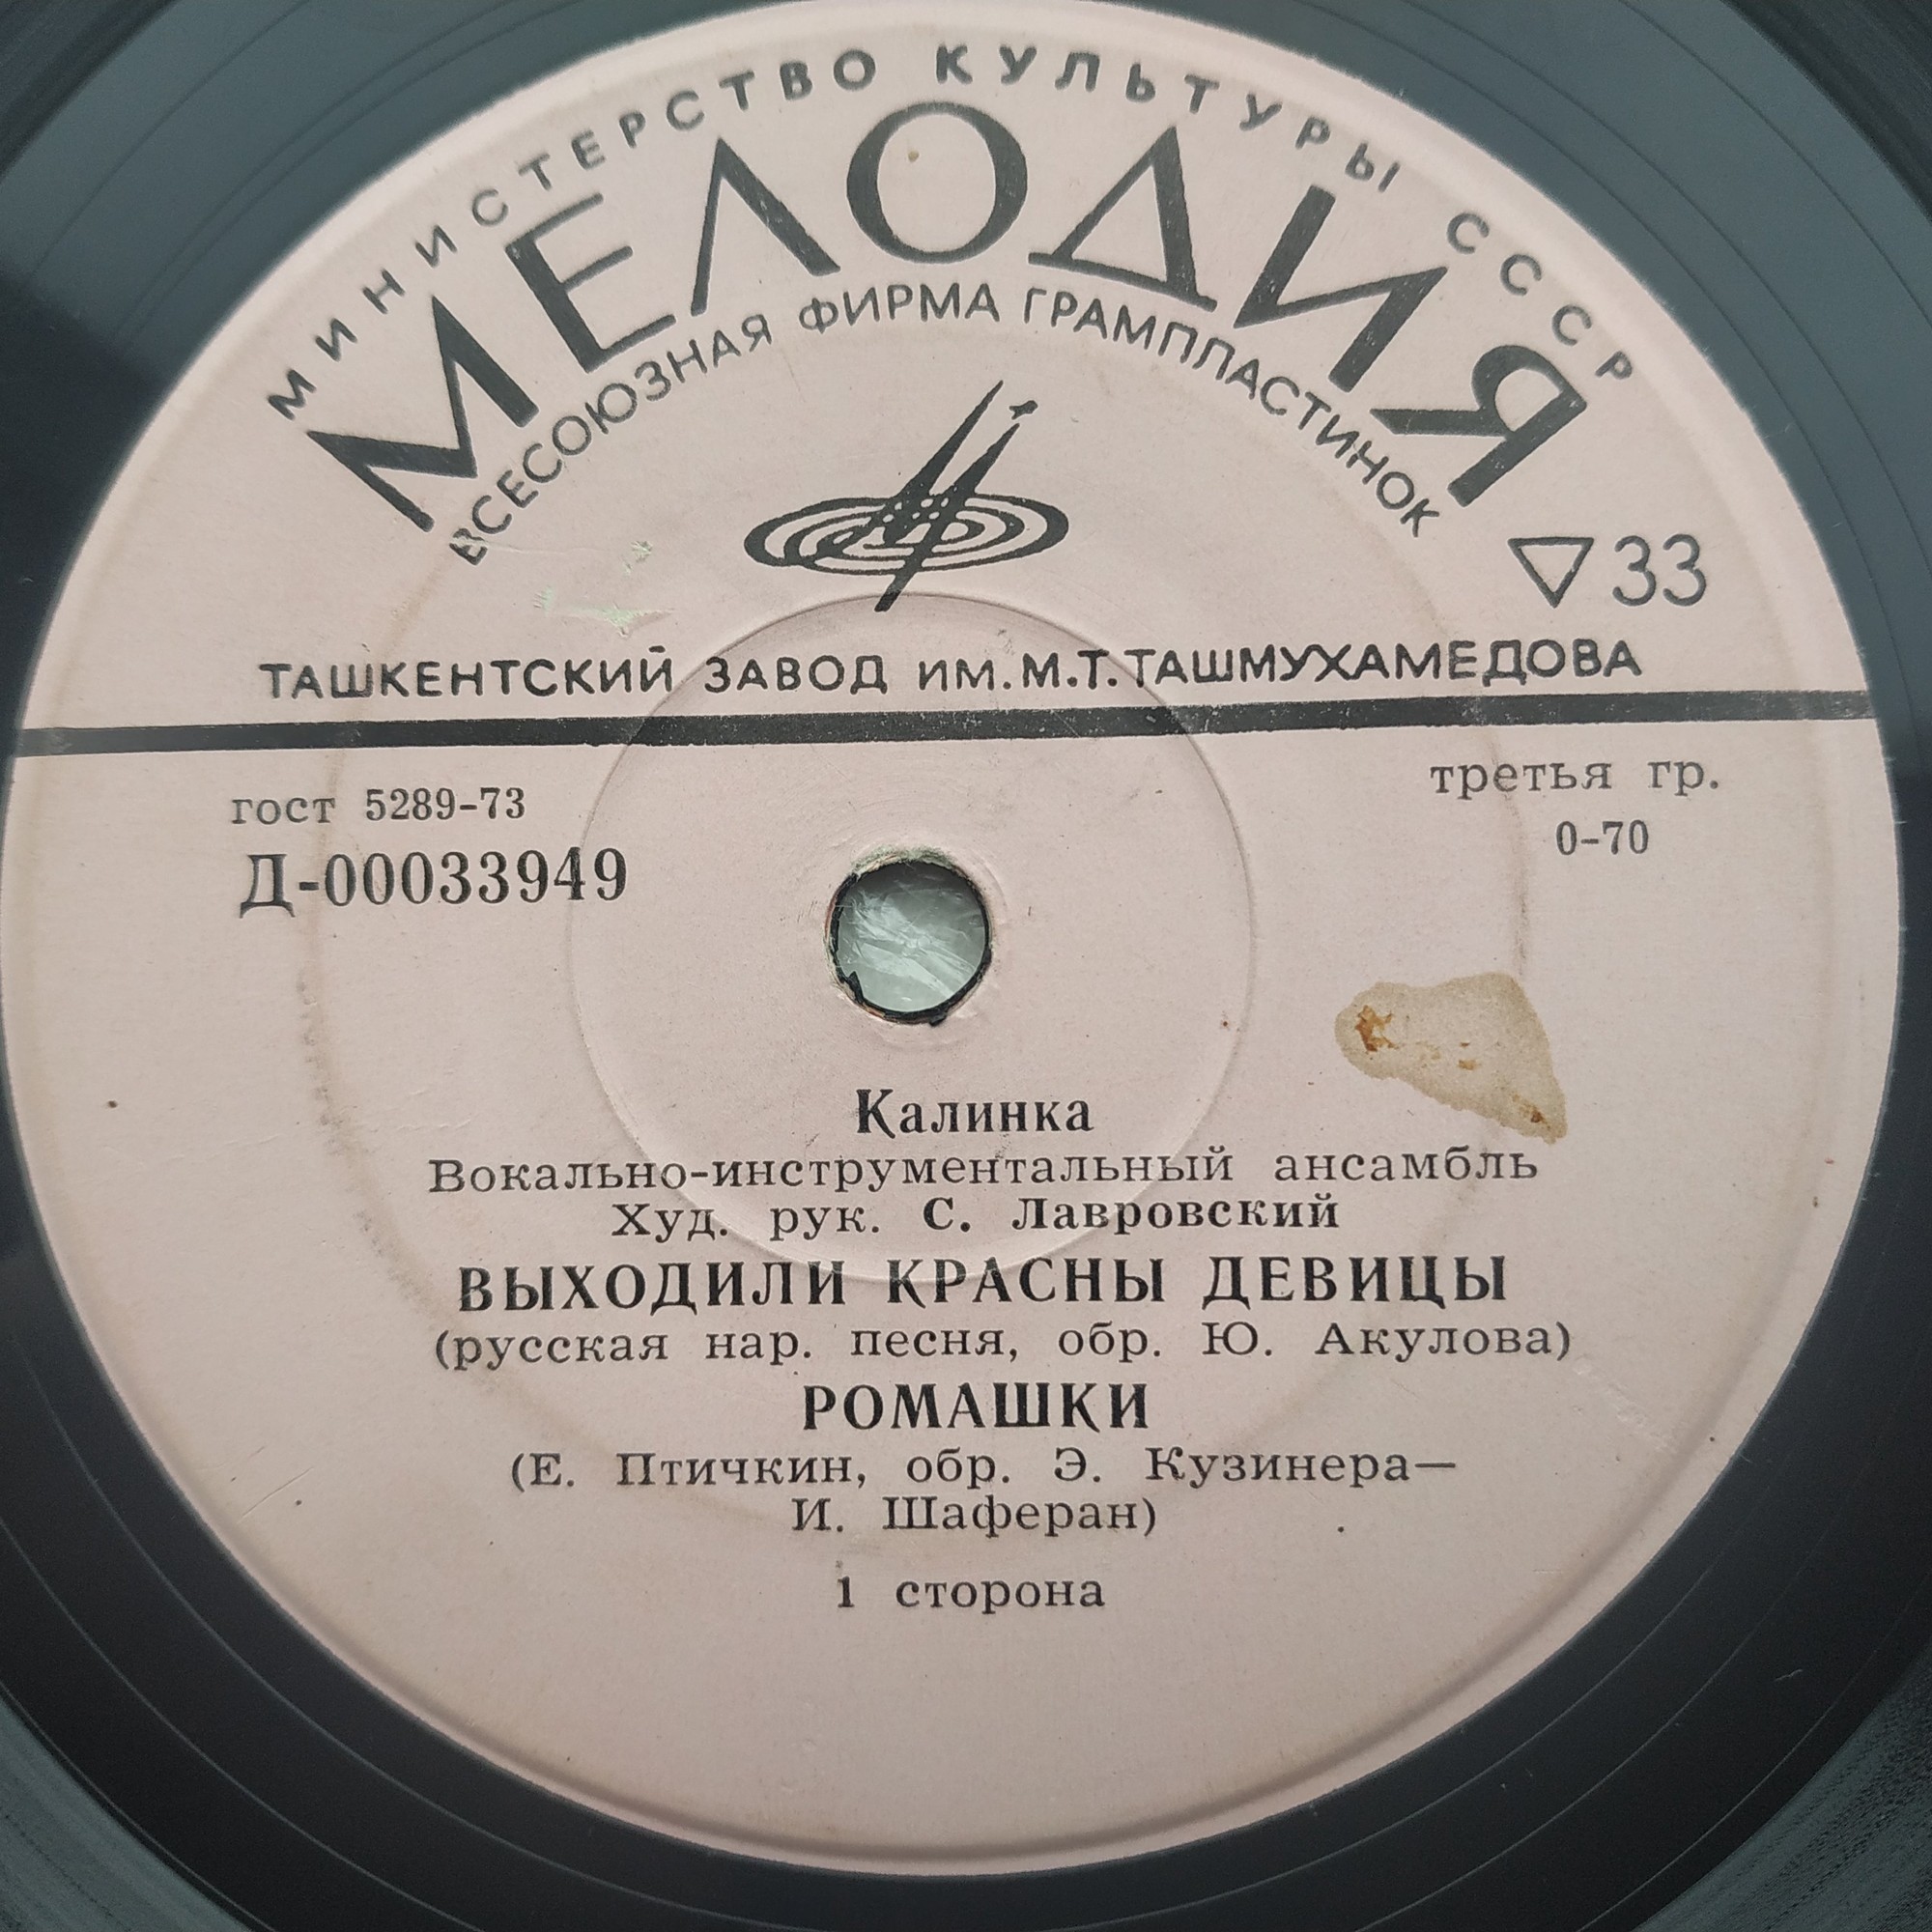 МИНИСТЕРСТВО КУЛЬТУРЫ СССР
МЕЛОДИЯ
ВСЕСОЮЗНАЯ ФИРМА ГРАМПЛАСТИНОК
33
ТАШКЕНТСКИЙ ЗАВОД ИМ. М.Т. ТАШМУХАМЕДОВА
гост 5289-73
третья гр.
Д-00033949
0-70
Калинка
Вокально-инструментальный ансамбль
Худ. рук. С. Лавровский
ВЫХОДИЛИ КРАСНЫ ДЕВИЦЫ
(русская нар. песня, обр. Ю. Акулова)
РОМАШКИ
(Е. Птичкин, обр. Э. Кузинера—
И. Шаферан)
1 сторона